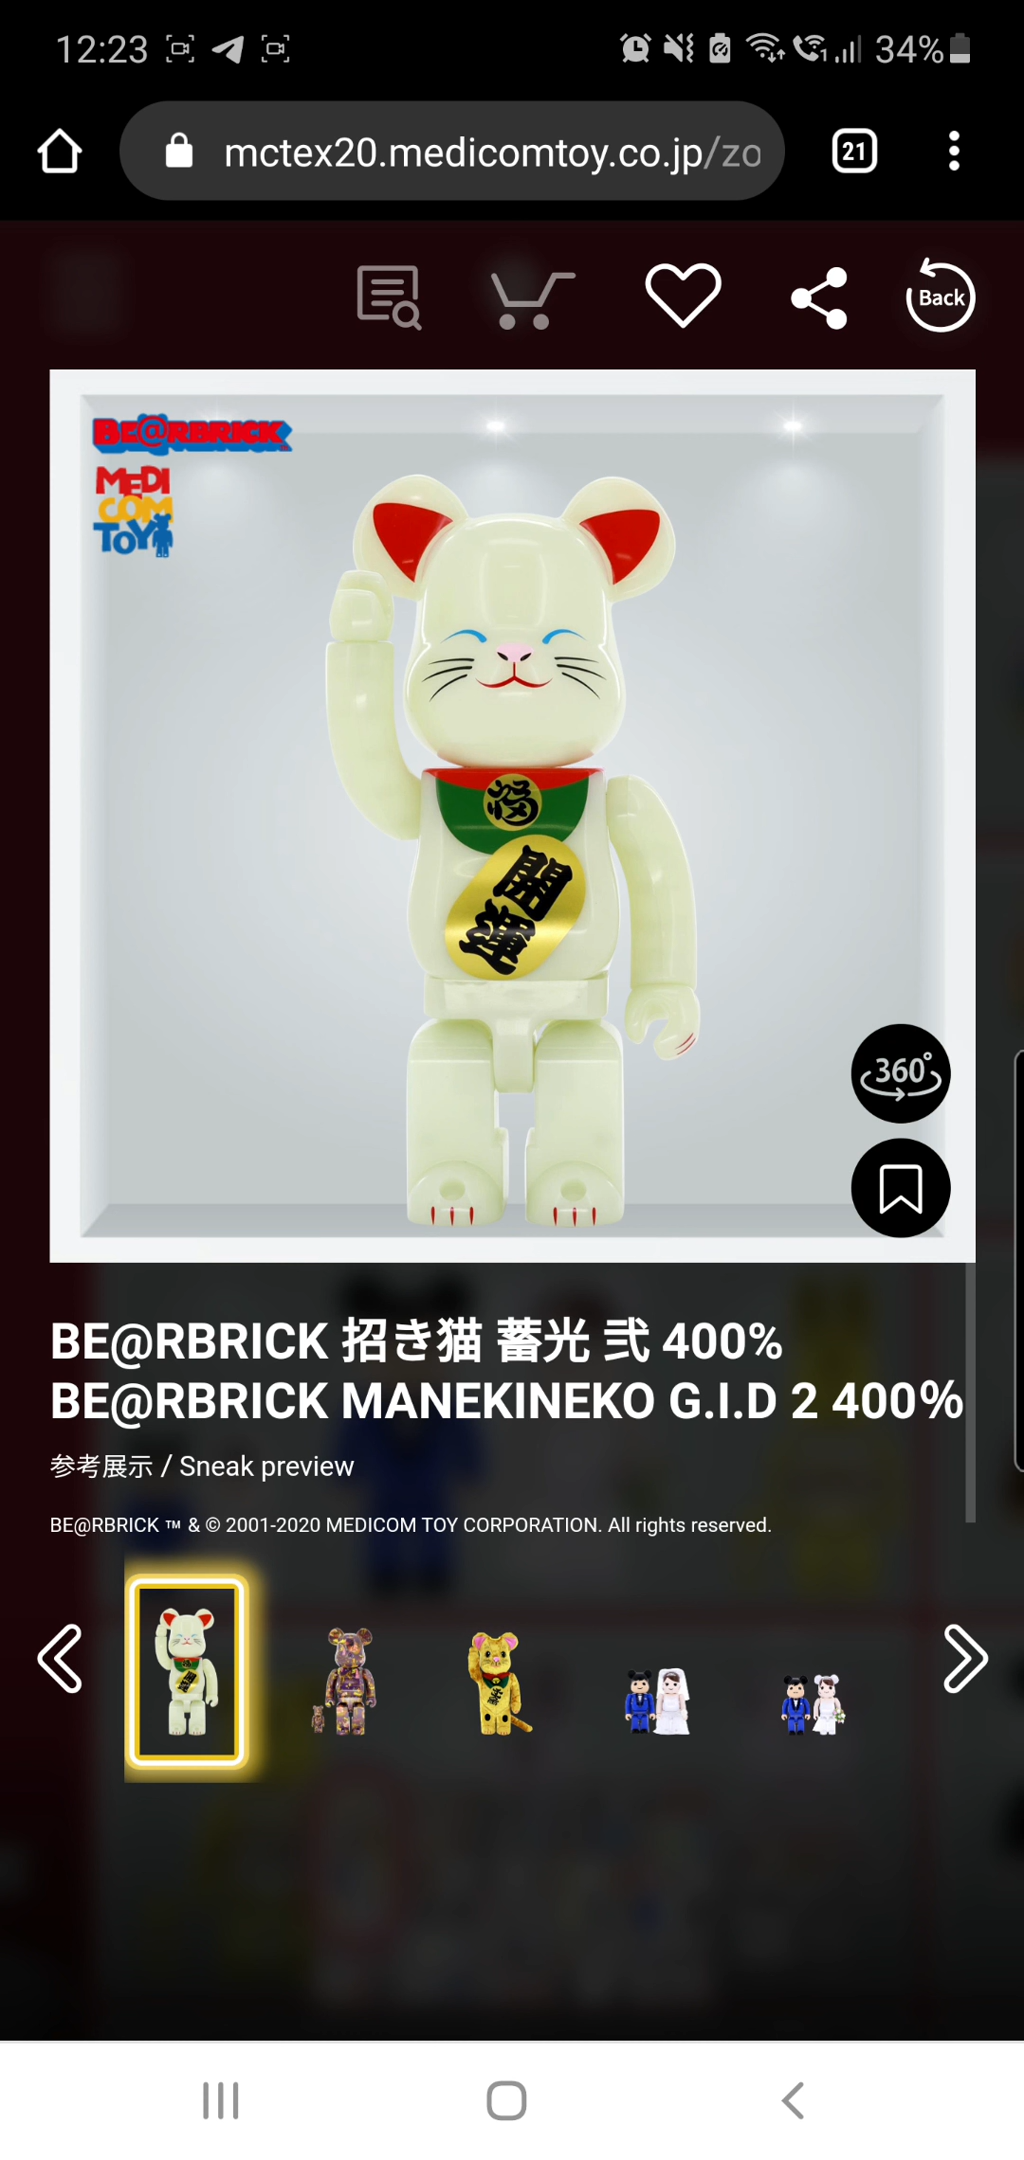 12:23
34%
mctex20.medicomtoy.co.jp/zo
21
Back
BE@RBRICK
MEDI
COM
TOY
福
開
運
360°
BE@RBRICK 招き猫 蓄光 弐 400%
BE@RBRICK MANEKINEKO G.I.D 2 400%
参考展示 / Sneak preview
BE@RBRICK ™ & © 2001-2020 MEDICOM TOY CORPORATION. All rights reserved.